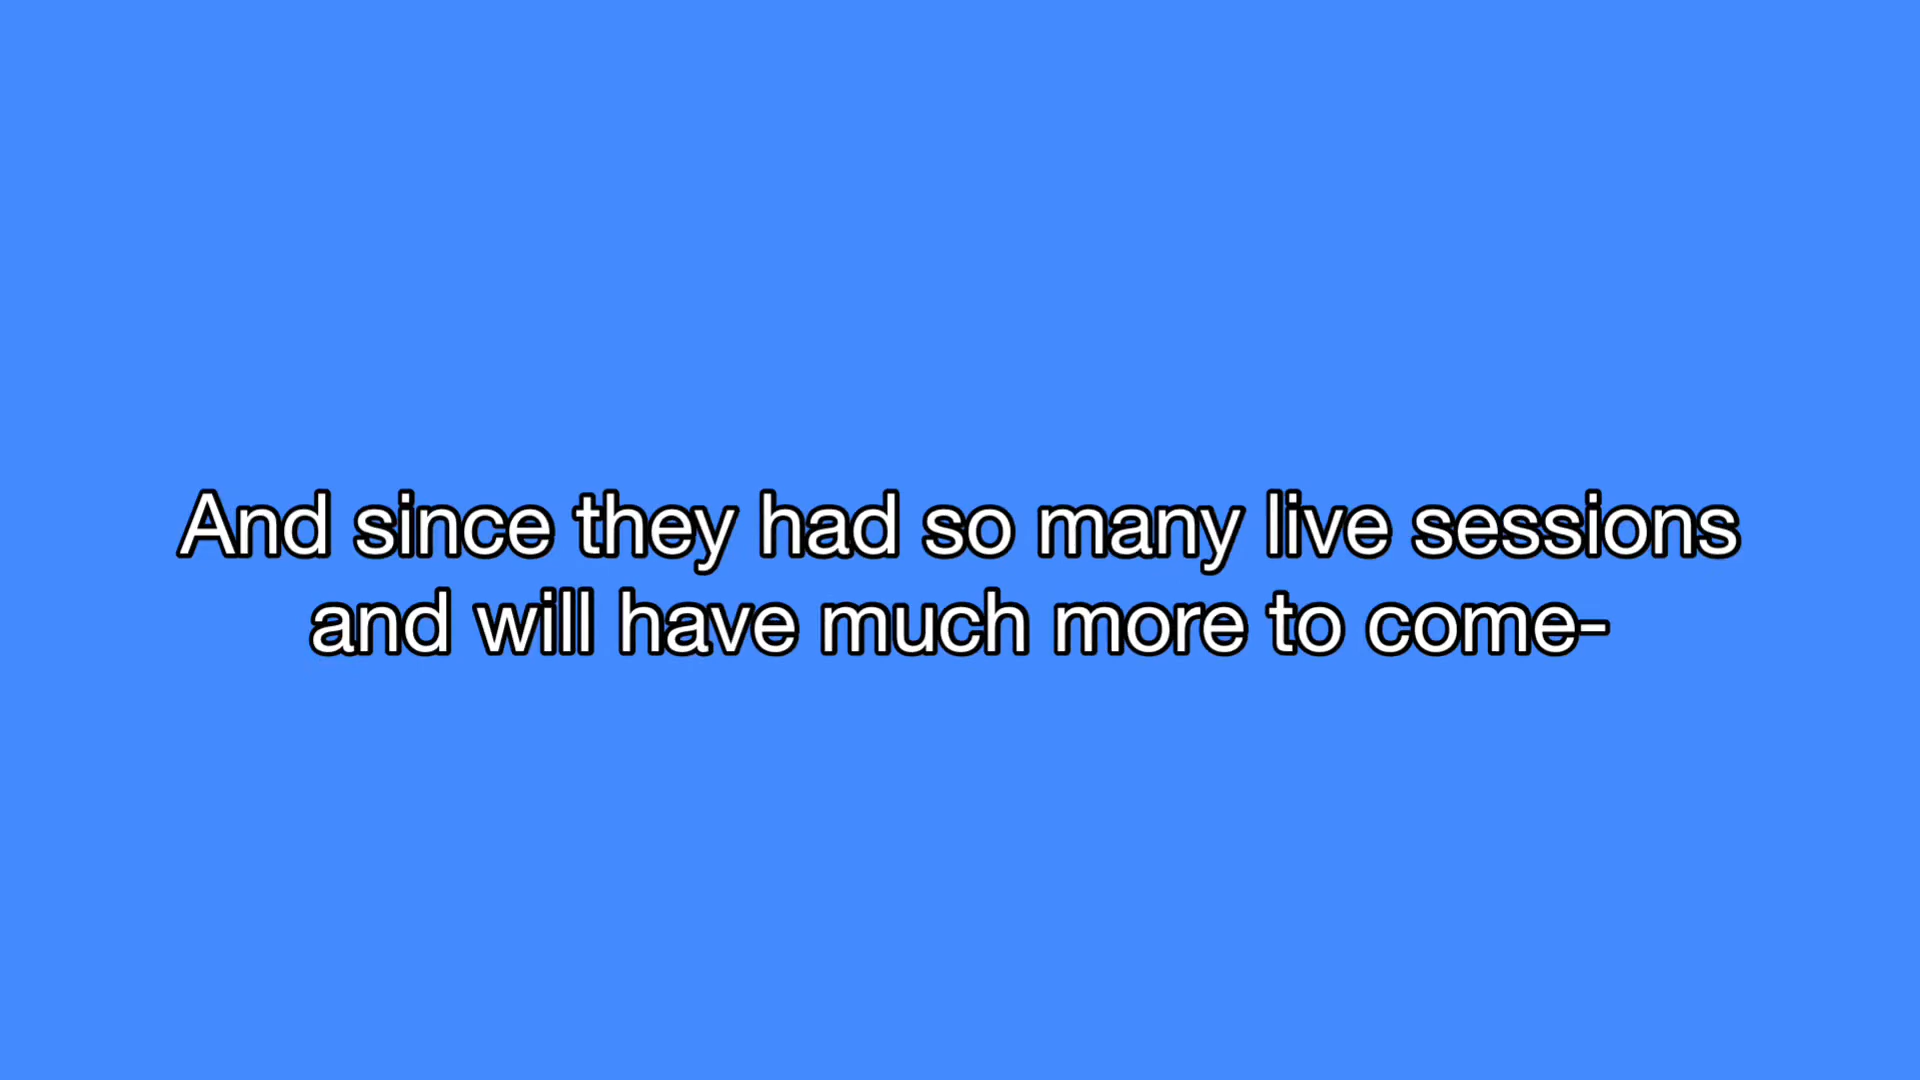 And since they had so many live sessions
and will have much more to come-